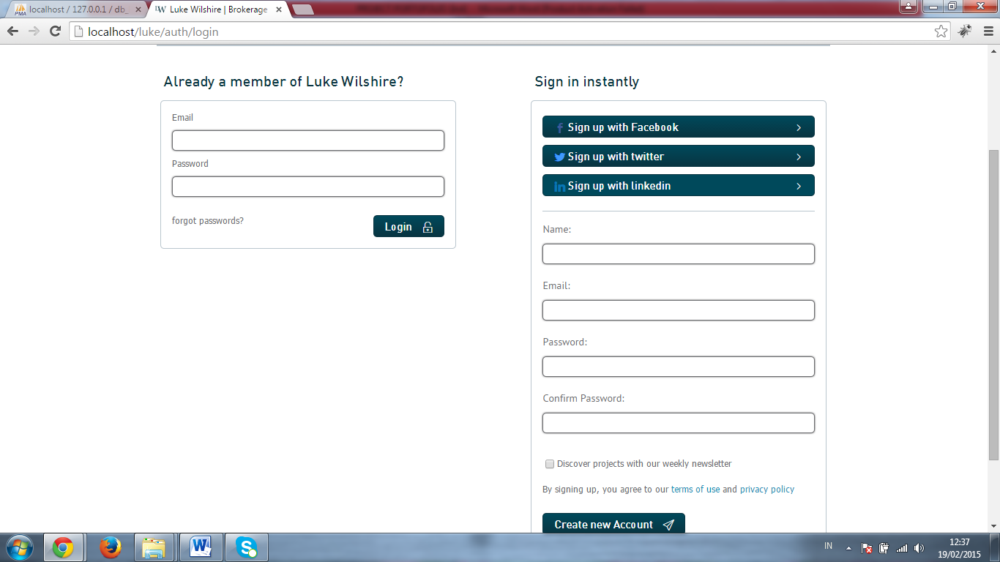 localhost / 127.0.0.1 / db_
Luke Wilshire | Brokerage
localhost/luke/auth/login
Already a member of Luke Wilshire?
Email
Password
forgot passwords?
Login
Sign in instantly
Sign up with Facebook
Sign up with twitter
Sign up with linkedin
Name:
Email:
Password:
Confirm Password:
Discover projects with our weekly newsletter
By signing up, you agree to our terms of use and privacy policy
Create new Account
IN
12:37
19/02/2015